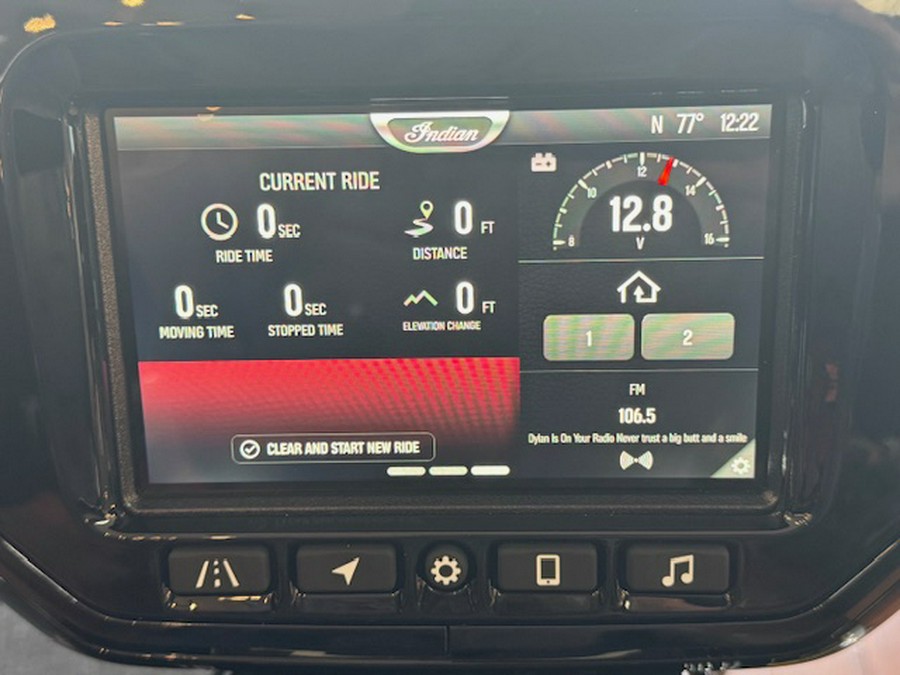 Indian
N 77° 12:22
CURRENT RIDE
0 SEC
RIDE TIME
0 FT
DISTANCE
0 SEC
MOVING TIME
0 SEC
STOPPED TIME
0 FT
ELEVATION CHANGE
CLEAR AND START NEW RIDE
8 10 12 14 16
12.8
V
1 2
FM
106.5
Dylan Is On Your Radio Never trust a big butt and a smile